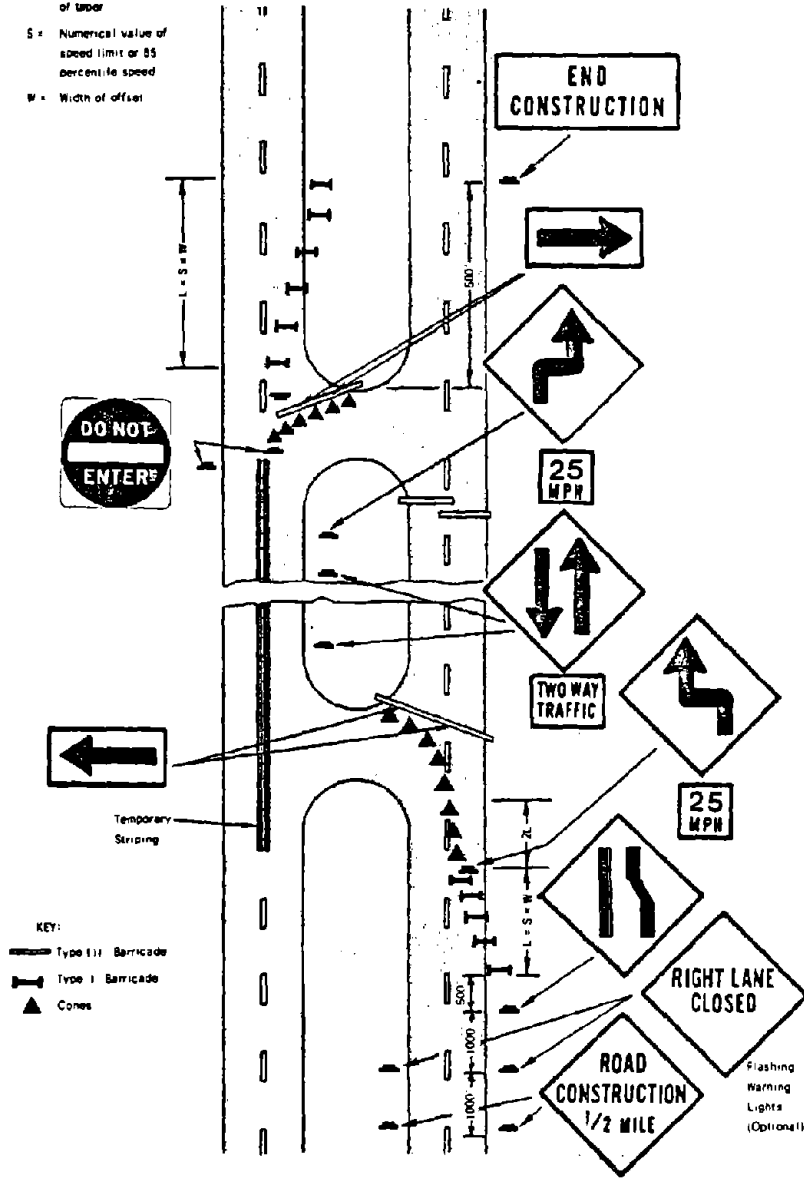 of taper
S = Numerical value of
speed limit or 85
percentile speed
W = Width of offset
END
CONSTRUCTION
L = S x W
500'
DO NOT
ENTER
25
MPH
TWO WAY
TRAFFIC
25
MPH
Temporary
Striping
2L
L = S x W
KEY:
Type III Barricade
Type I Barricade
Cones
500'
1000'
1000'
RIGHT LANE
CLOSED
ROAD
CONSTRUCTION
1/2 MILE
Flashing
Warning
Lights
(Optional)